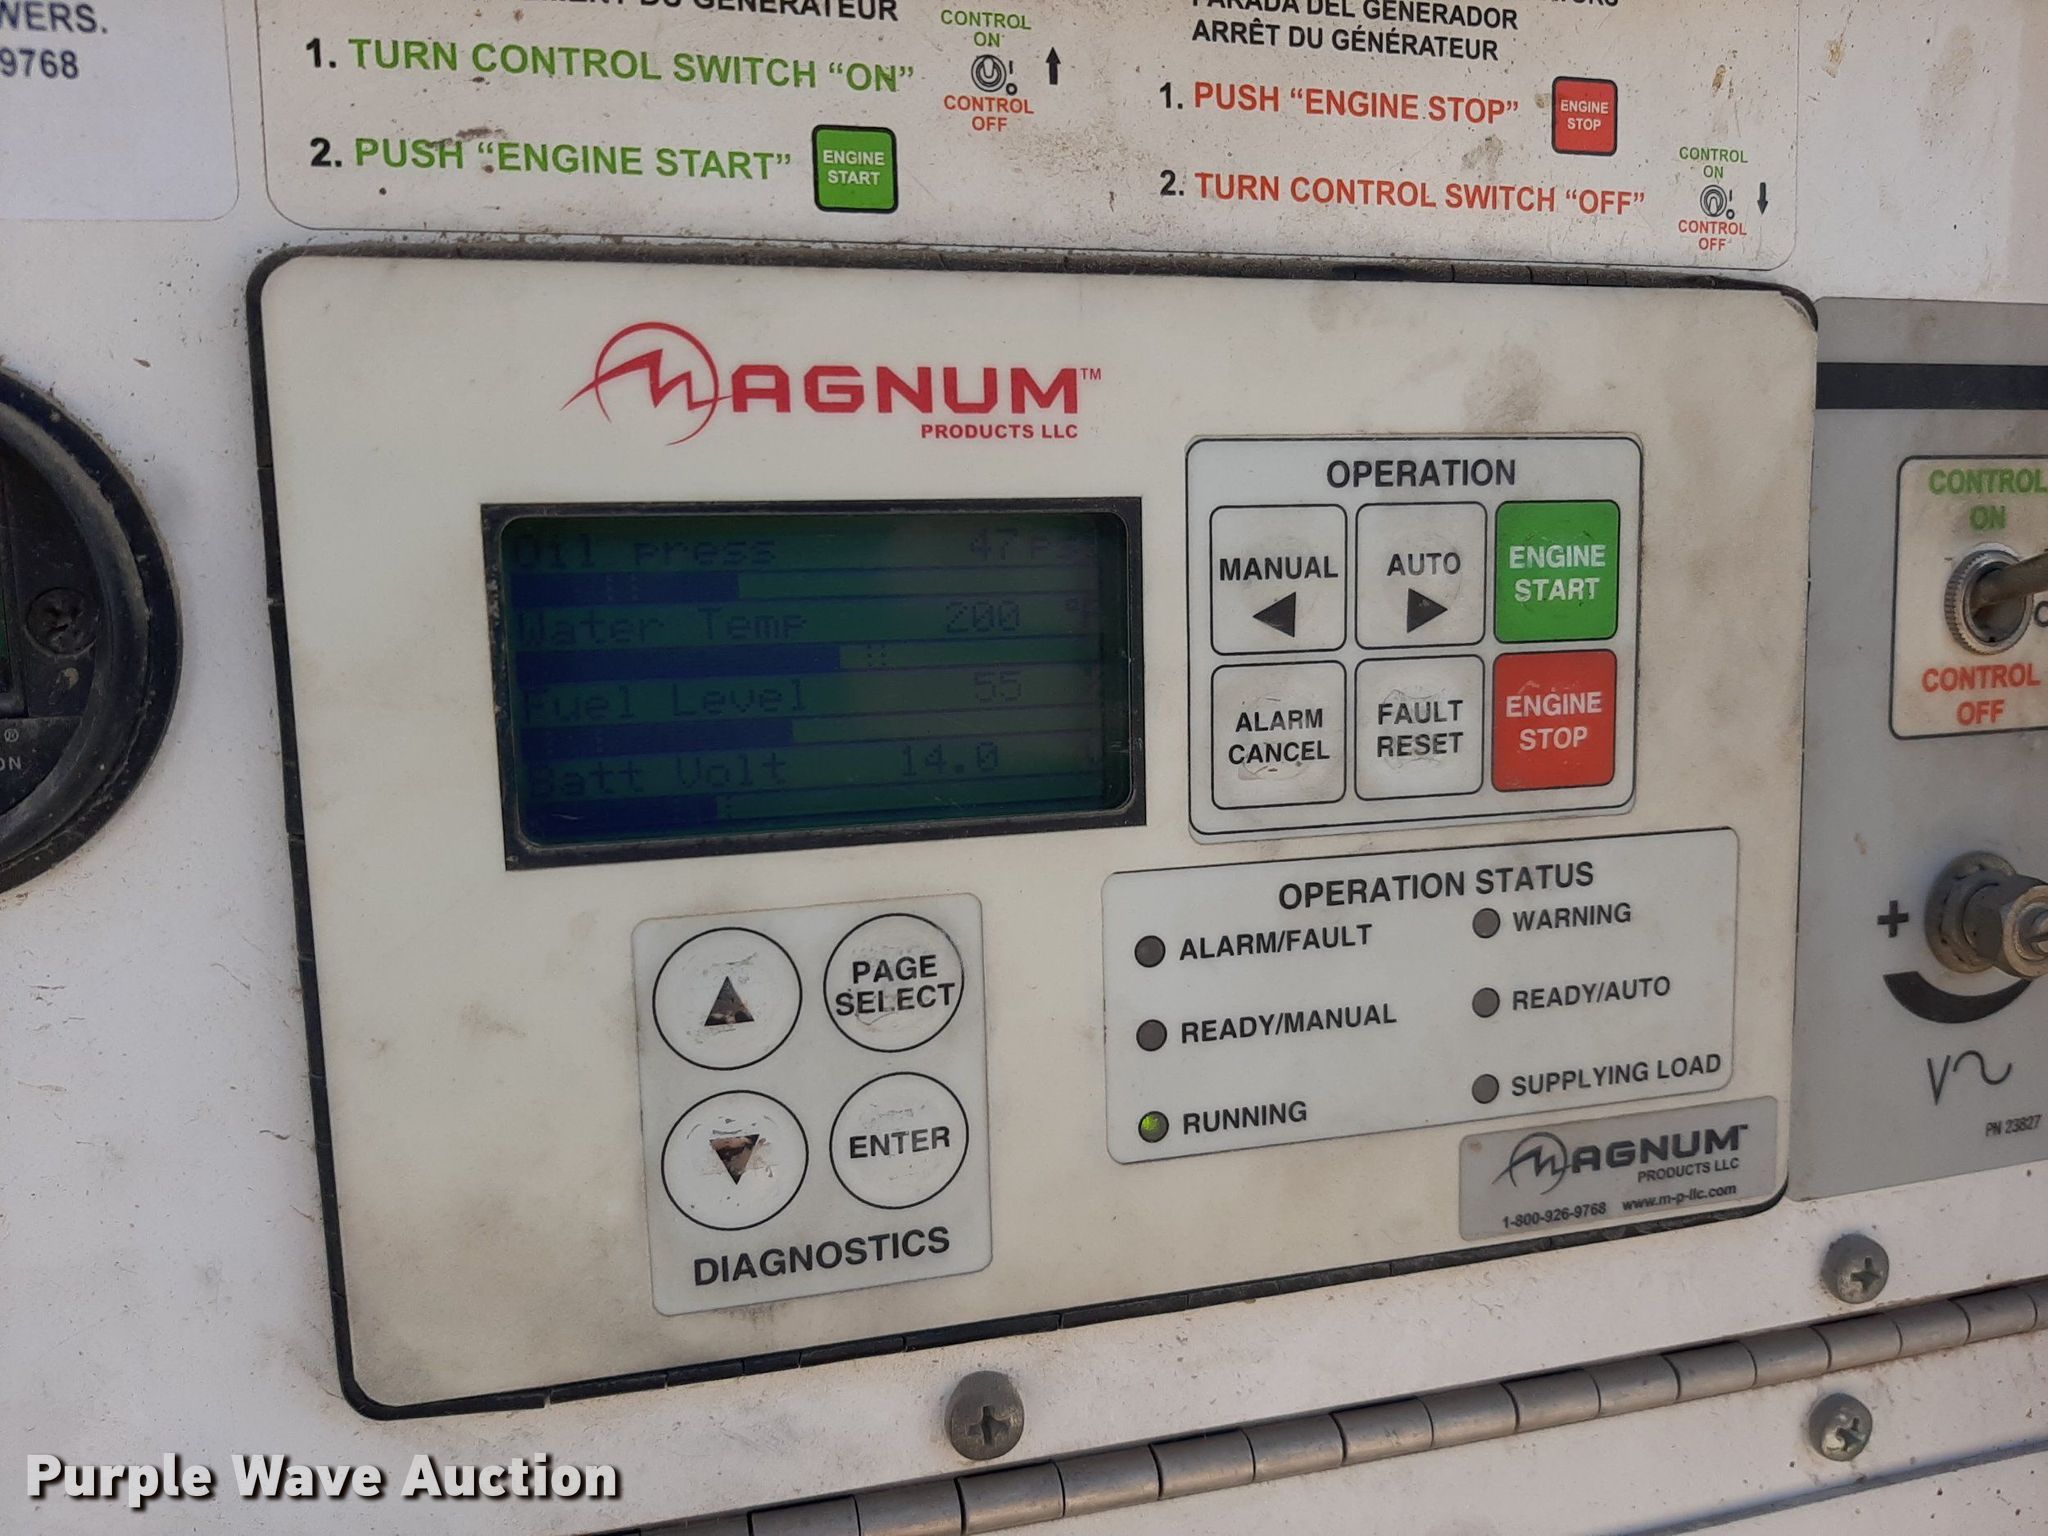 WERS.
9768
DU GÉNÉRATEUR
1. TURN CONTROL SWITCH “ON”
CONTROL
ON
CONTROL
OFF
2. PUSH “ENGINE START”
ENGINE
START
PARADA DEL GENERADOR
ARRÊT DU GÉNÉRATEUR
1. PUSH “ENGINE STOP”
ENGINE
STOP
2. TURN CONTROL SWITCH “OFF”
CONTROL
ON
CONTROL
OFF
MAGNUM™
PRODUCTS LLC
Oil press 47 psi
Water Temp 200 °F
Fuel Level 55 %
Batt Volt 14.0
OPERATION
MANUAL
AUTO
ENGINE
START
ALARM
CANCEL
FAULT
RESET
ENGINE
STOP
OPERATION STATUS
ALARM/FAULT
WARNING
READY/MANUAL
READY/AUTO
RUNNING
SUPPLYING LOAD
PAGE
SELECT
ENTER
DIAGNOSTICS
MAGNUM™
PRODUCTS LLC
1-800-926-9768 www.m-p-llc.com
CONTROL
ON
CONTROL
OFF
+
V~
PN 23827
®
ON
Purple Wave Auction